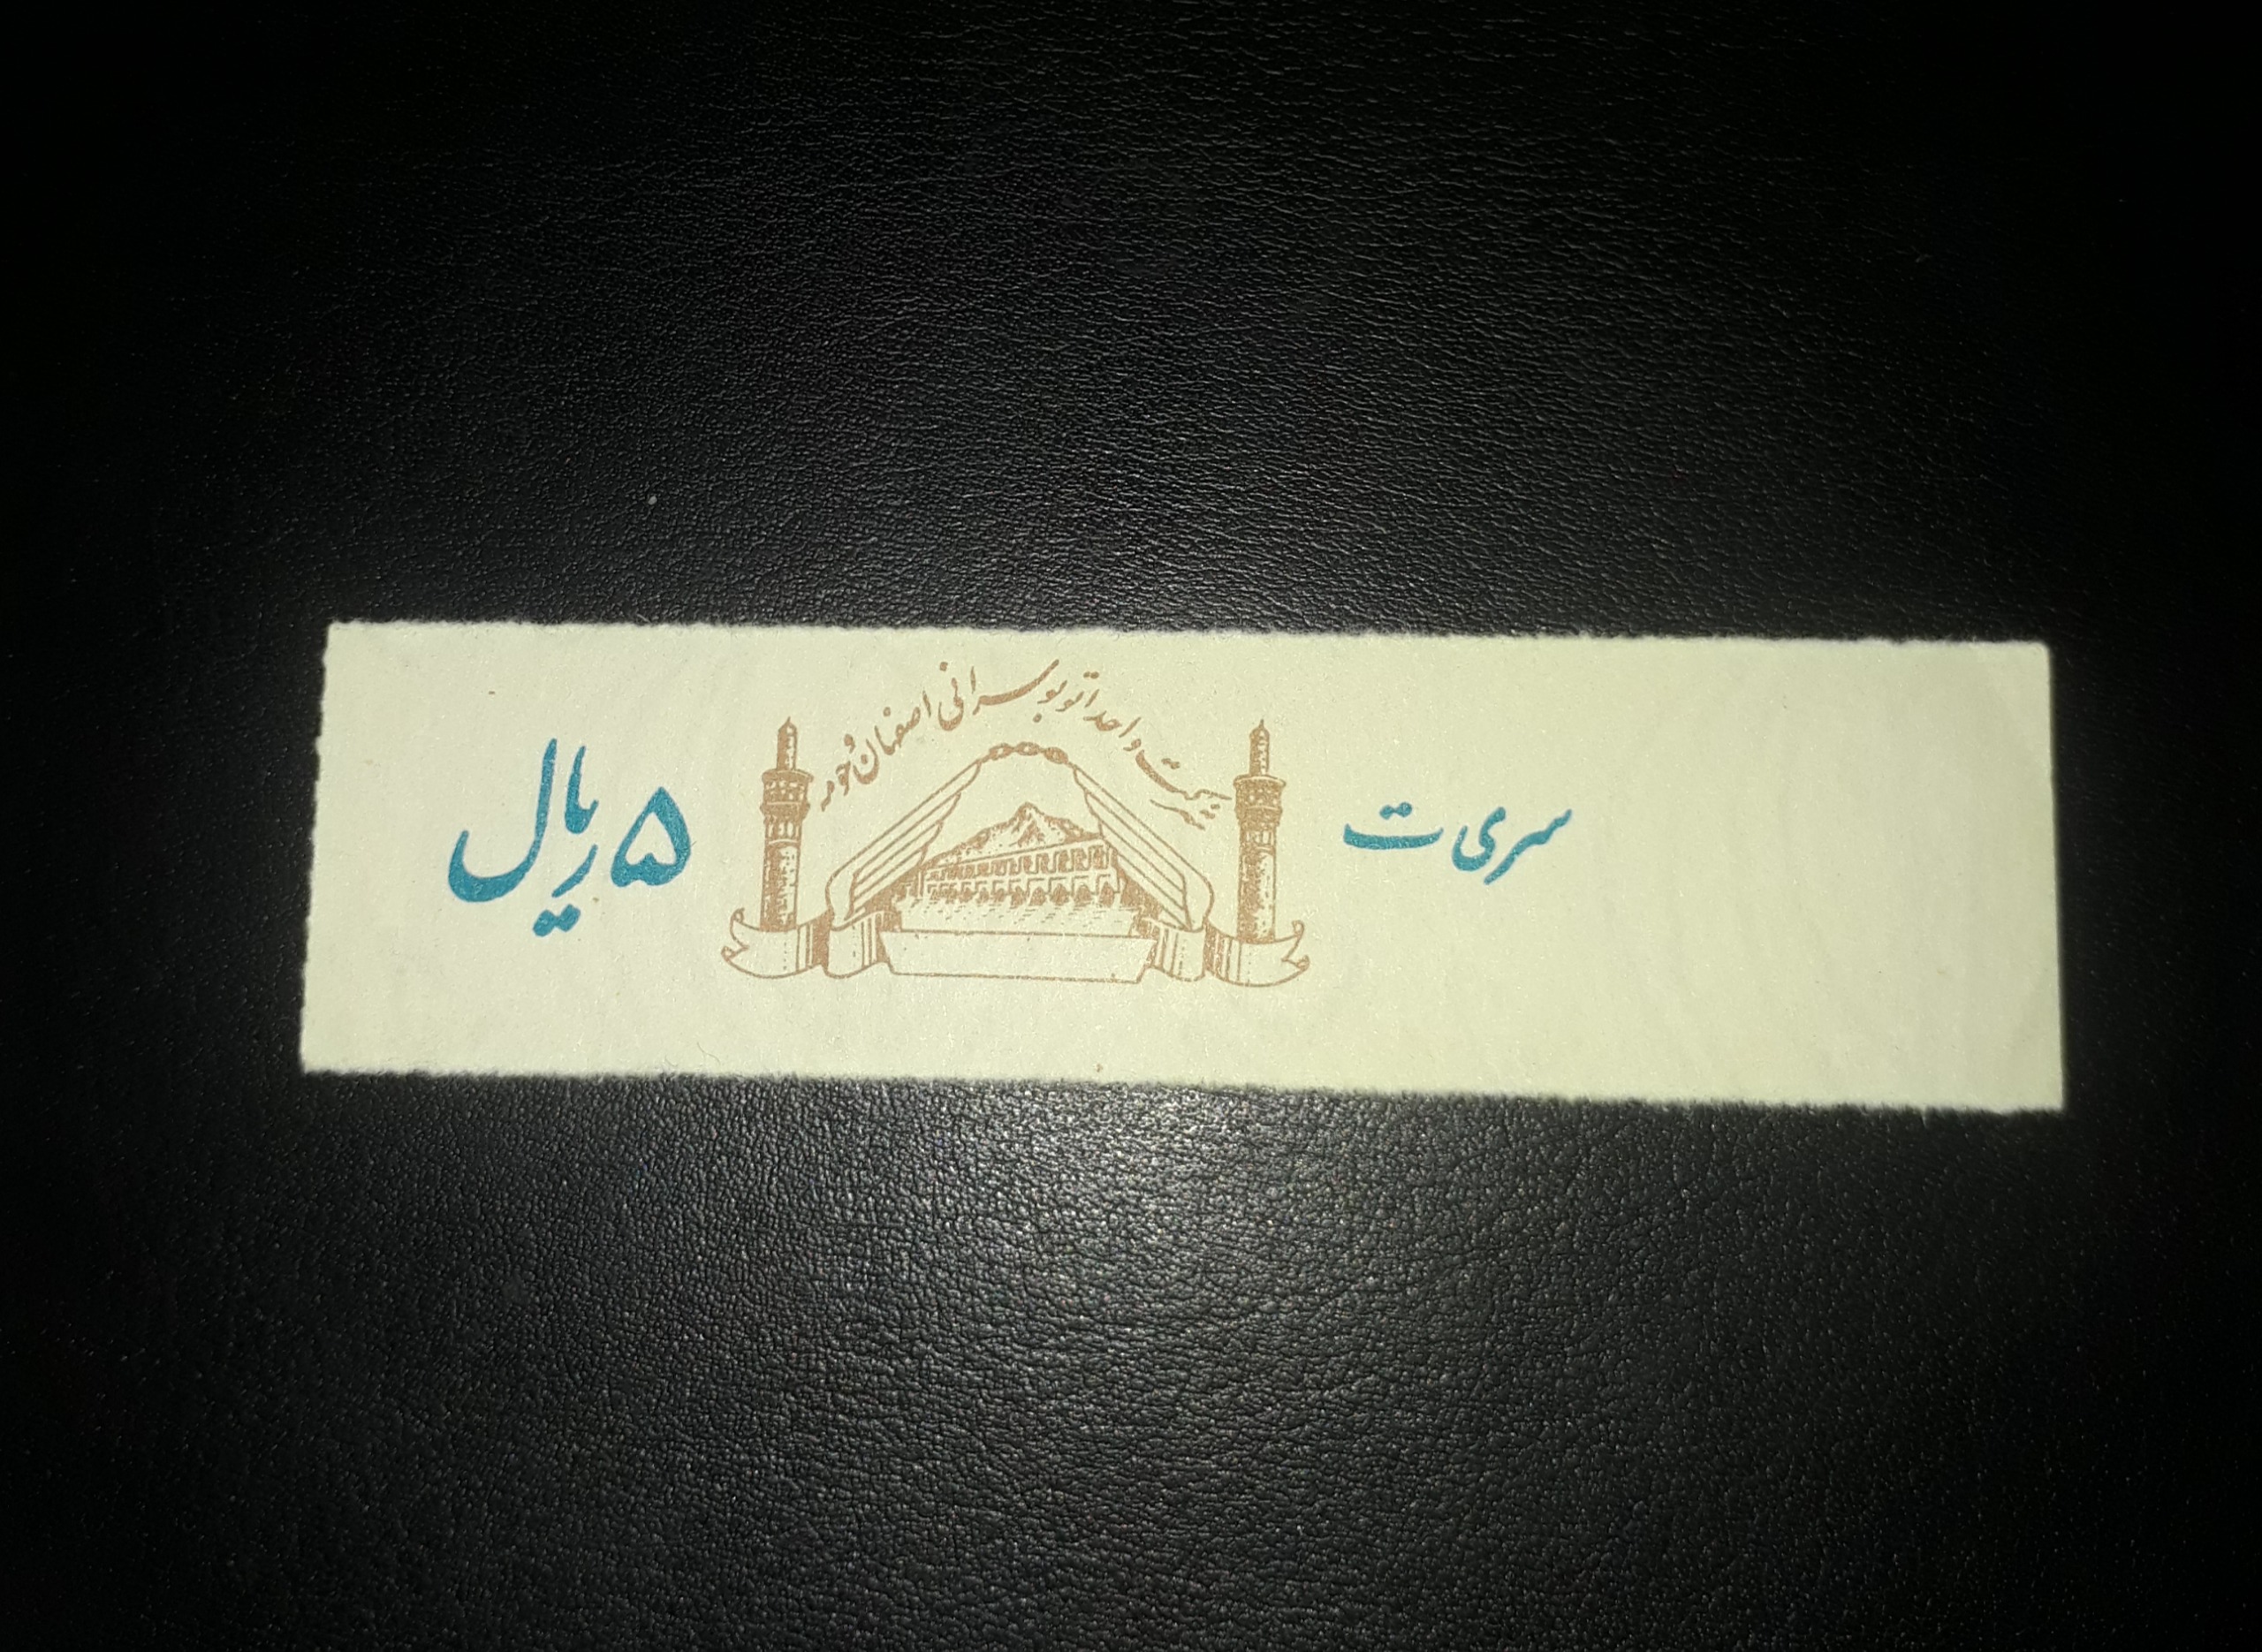 شرکت واحد اتوبوسرانی اصفهان و حومه
سری ت
۵ ریال